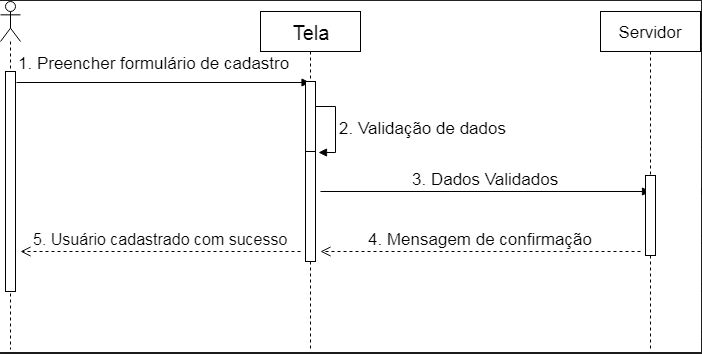 Tela
Servidor
1. Preencher formulário de cadastro
2. Validação de dados
3. Dados Validados
4. Mensagem de confirmação
5. Usuário cadastrado com sucesso